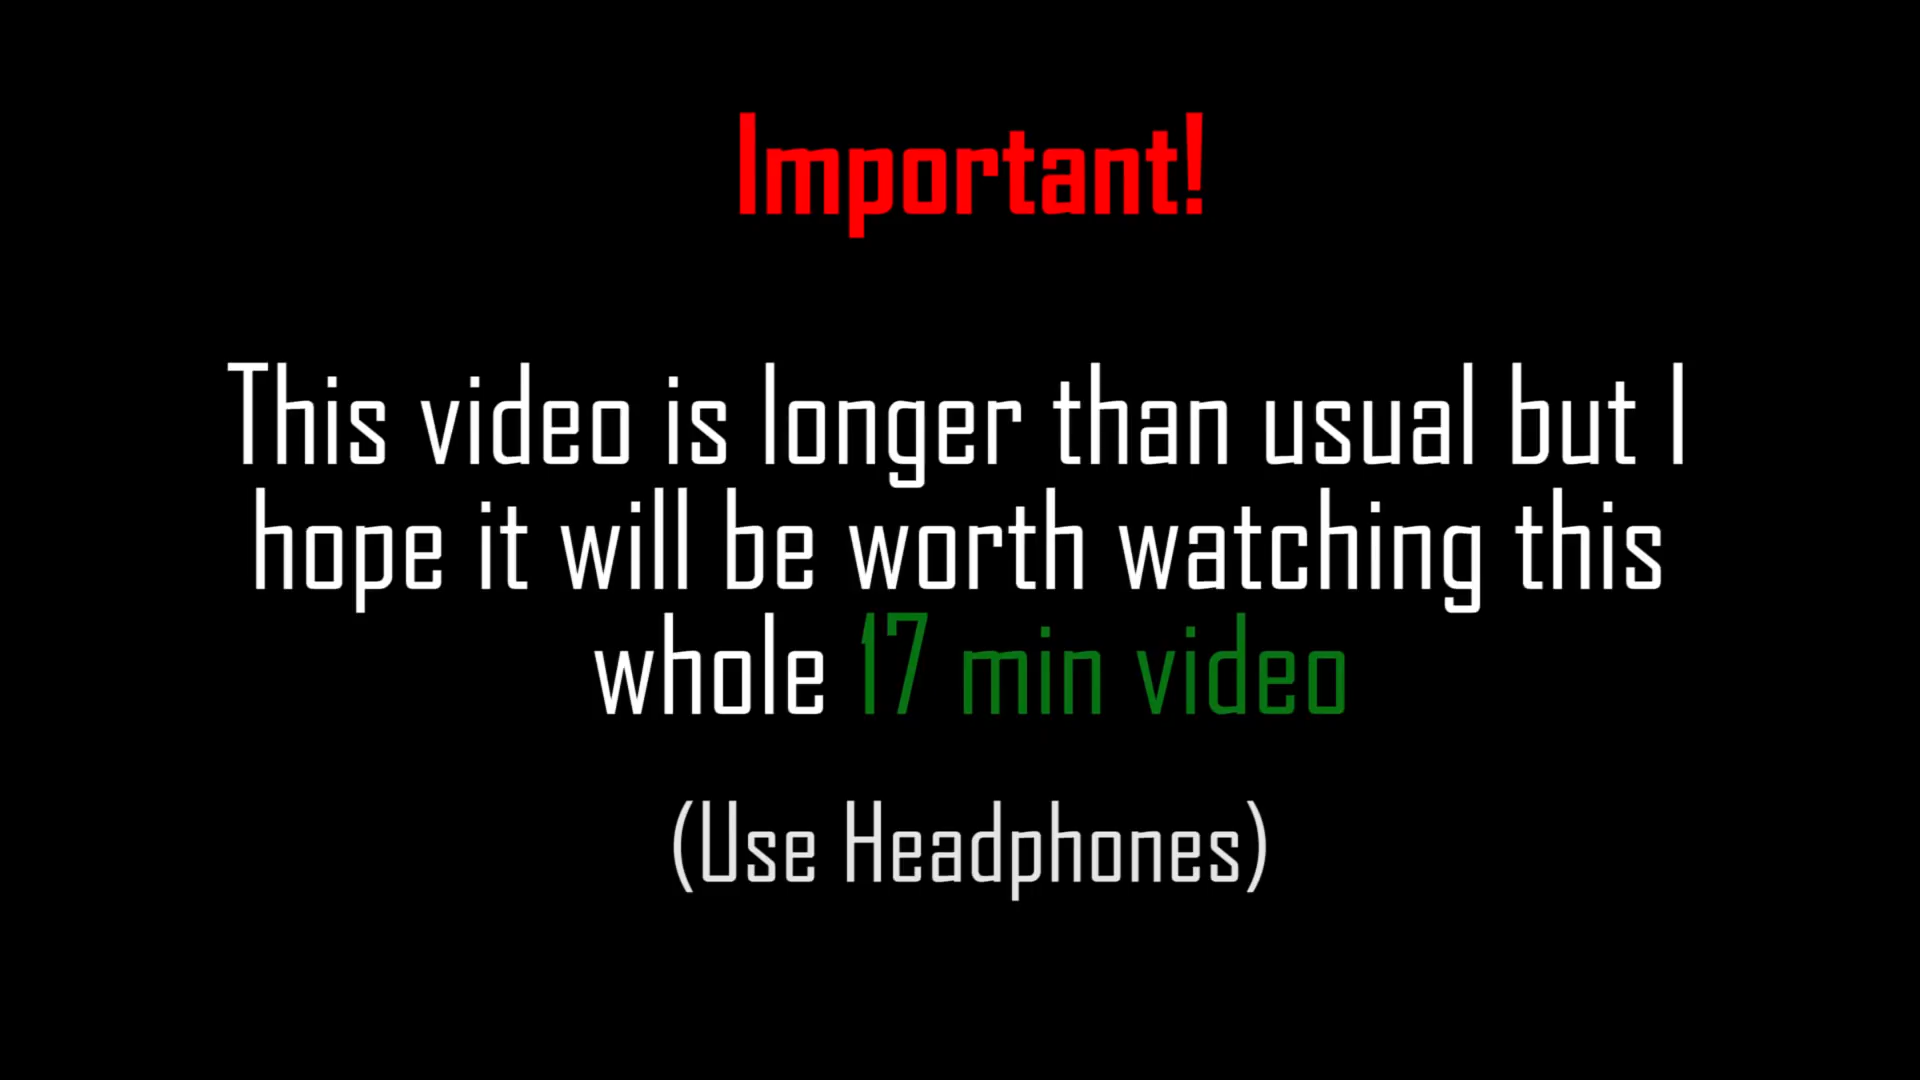 Important!
This video is longer than usual but I
hope it will be worth watching this
whole 17 min video
(Use Headphones)